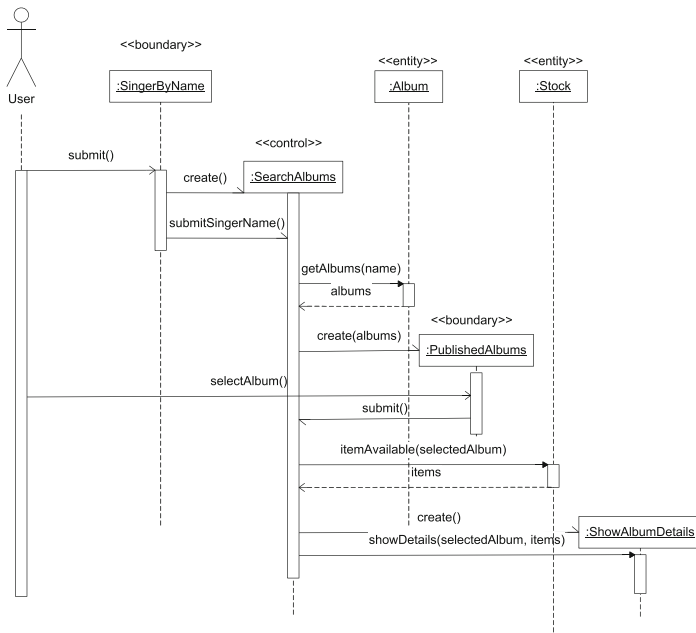 <<boundary>>
<<entity>>
<<entity>>
:SingerByName
:Album
:Stock
User
submit()
<<control>>
create()
:SearchAlbums
submitSingerName()
getAlbums(name)
albums
<<boundary>>
create(albums)
:PublishedAlbums
selectAlbum()
submit()
itemAvailable(selectedAlbum)
items
create()
:ShowAlbumDetails
showDetails(selectedAlbum, items)